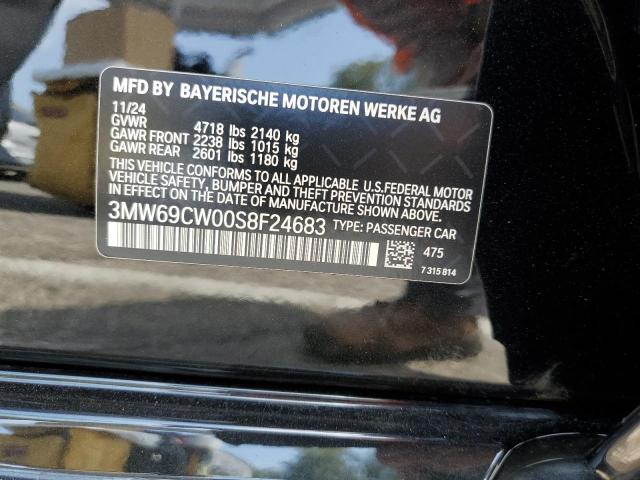 MFD BY BAYERISCHE MOTOREN WERKE AG
11/24
GVWR 4718 lbs 2140 kg
GAWR FRONT 2238 lbs 1015 kg
GAWR REAR 2601 lbs 1180 kg
THIS VEHICLE CONFORMS TO ALL APPLICABLE U.S.FEDERAL MOTOR
VEHICLE SAFETY, BUMPER AND THEFT PREVENTION STANDARDS
IN EFFECT ON THE DATE OF MANUFACTURE SHOWN ABOVE.
3MW69CW00S8F24683 TYPE: PASSENGER CAR
475
7 315 814